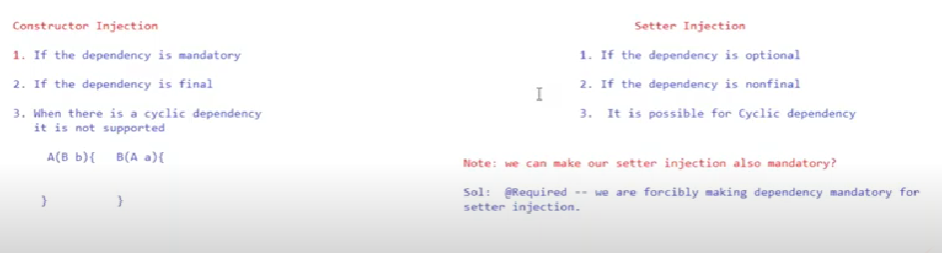 Constructor Injection
1. If the dependency is mandatory
2. If the dependency is final
3. When there is a cyclic dependency
it is not supported
A(B b){ B(A a){
} }
Setter Injection
1. If the dependency is optional
2. If the dependency is nonfinal
3. It is possible for Cyclic dependency
Note: we can make our setter injection also mandatory?
Sol: @Required -- we are forcibly making dependency mandatory for
setter injection.